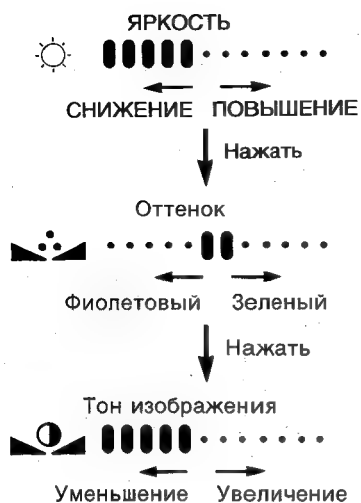 ЯРКОСТЬ
СНИЖЕНИЕ ПОВЫШЕНИЕ
Нажать
Оттенок
Фиолетовый Зеленый
Нажать
Тон изображения
Уменьшение Увеличение